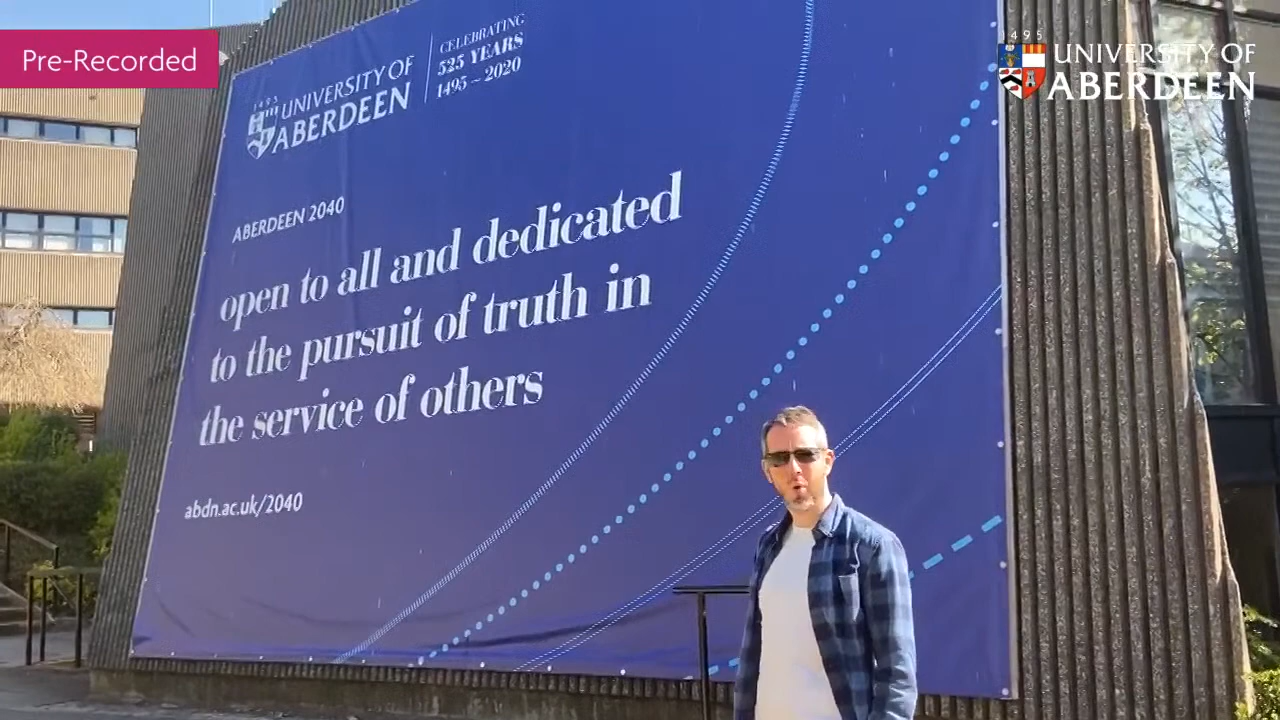 Pre-Recorded
1495
UNIVERSITY OF
ABERDEEN
1495
UNIVERSITY OF
ABERDEEN
CELEBRATING
525 YEARS
1495 – 2020
ABERDEEN 2040
open to all and dedicated
to the pursuit of truth in
the service of others
abdn.ac.uk/2040